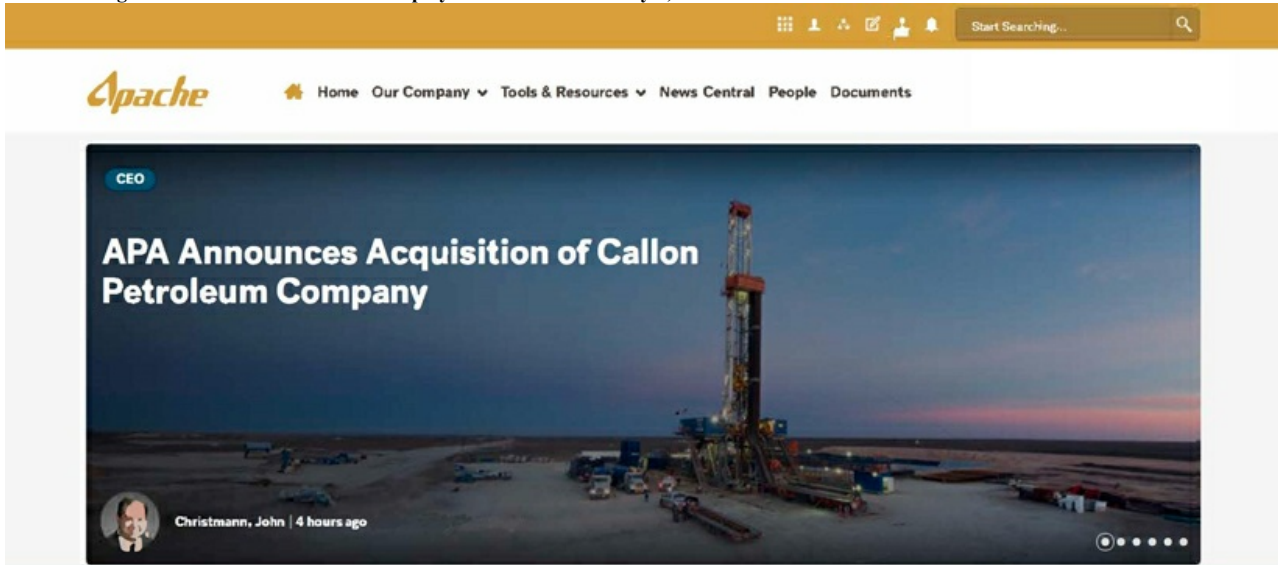 Start Searching...
Apache
Home Our Company Tools & Resources News Central People Documents
CEO
APA Announces Acquisition of Callon
Petroleum Company
Christmann, John | 4 hours ago